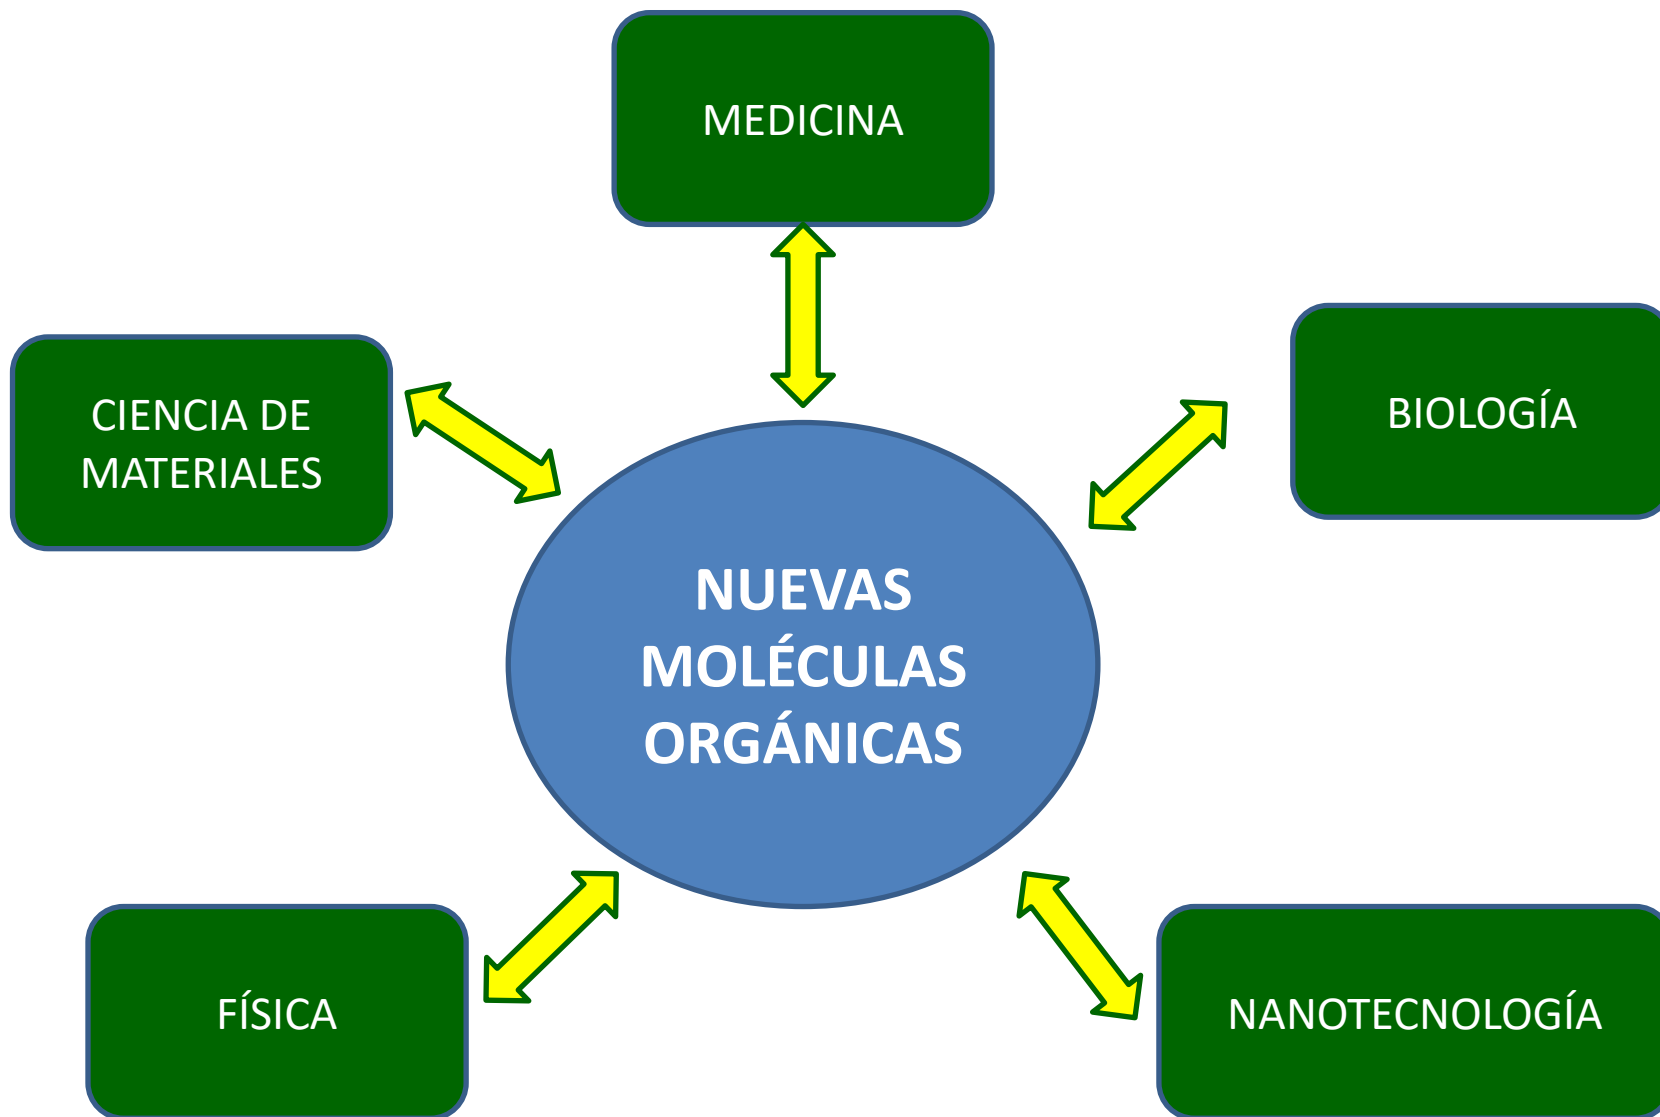 MEDICINA
CIENCIA DE
MATERIALES
BIOLOGÍA
NUEVAS
MOLÉCULAS
ORGÁNICAS
FÍSICA
NANOTECNOLOGÍA